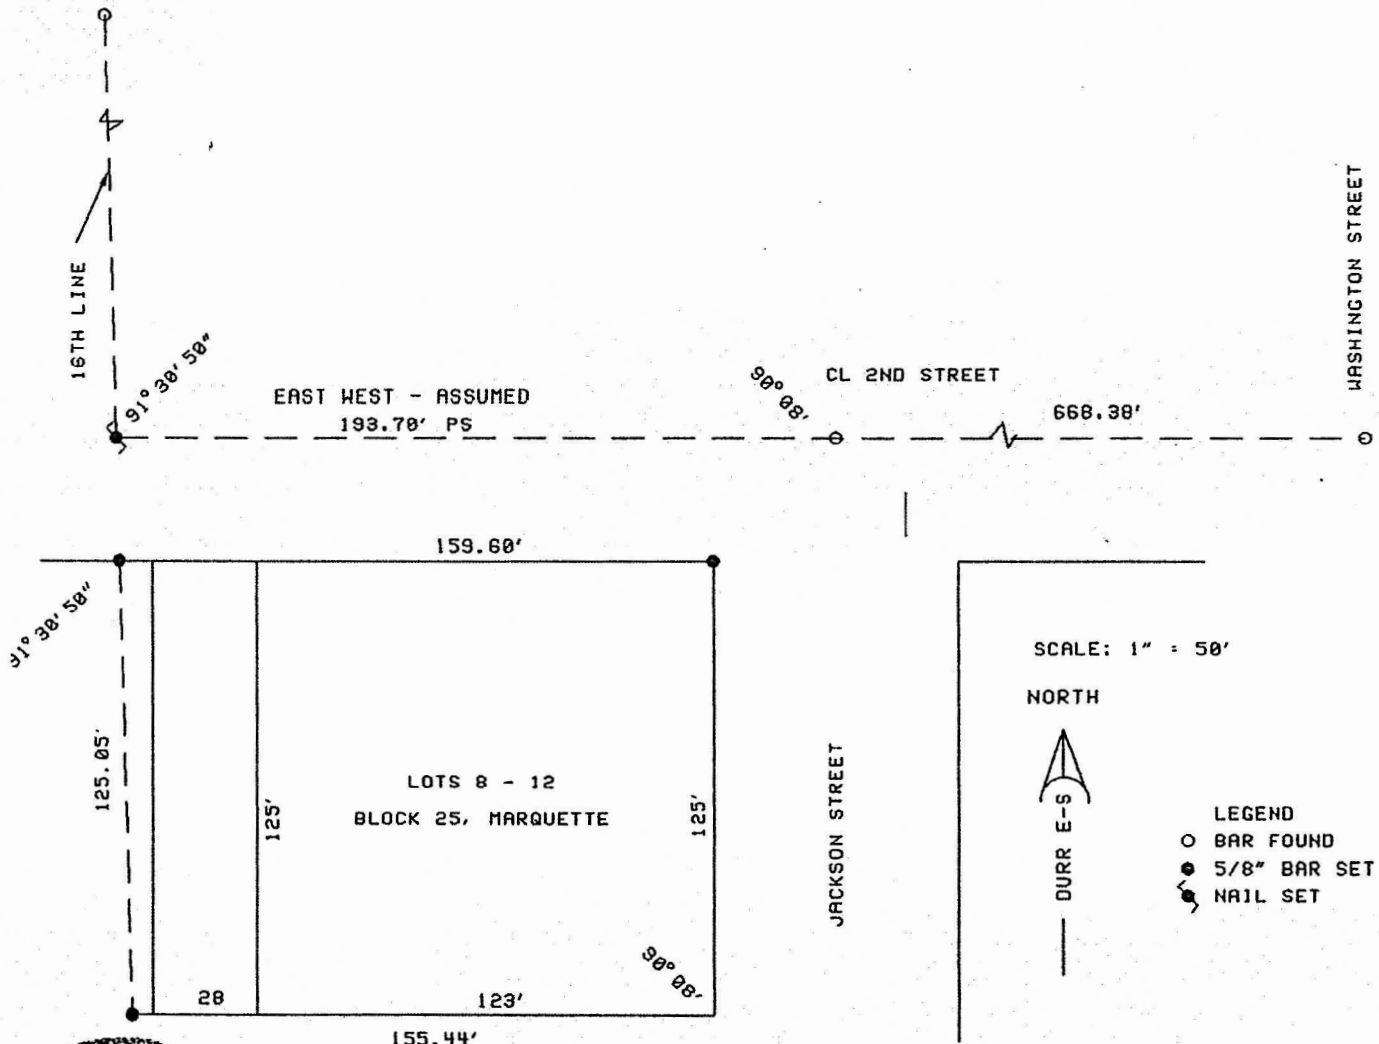 16TH LINE
91° 30' 50"
EAST WEST - ASSUMED
193.70' PS
90° 08'
CL 2ND STREET
668.38'
WASHINGTON STREET
159.60'
91° 30' 50"
125.05'
125'
LOTS 8 - 12
BLOCK 25, MARQUETTE
125'
90° 08'
28
123'
155.44'
JACKSON STREET
SCALE: 1" = 50'
NORTH
DURR E-S
LEGEND
BAR FOUND
5/8" BAR SET
NAIL SET